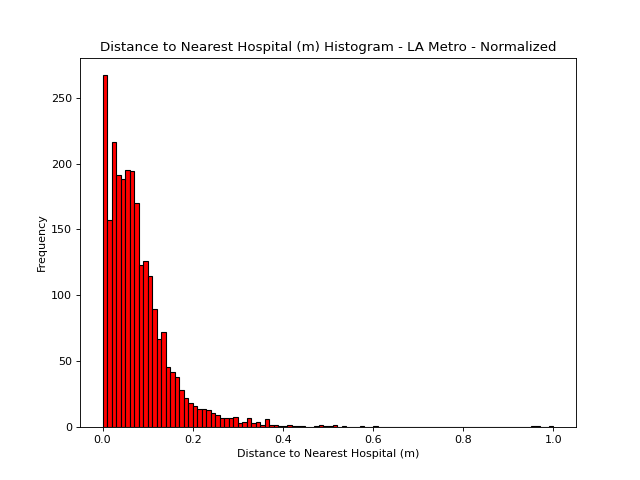 Distance to Nearest Hospital (m) Histogram - LA Metro - Normalized
250
200
150
100
50
0
Frequency
0.0 0.2 0.4 0.6 0.8 1.0
Distance to Nearest Hospital (m)